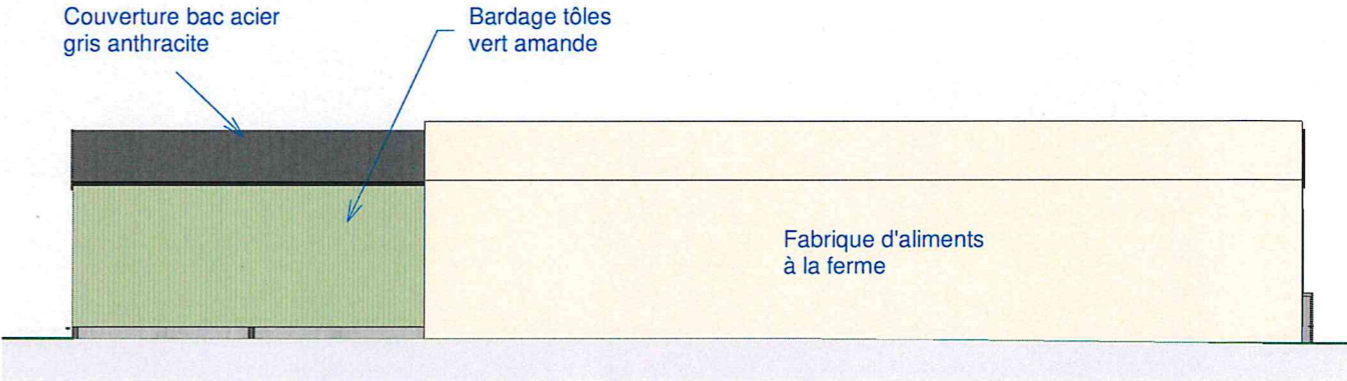 Couverture bac acier
gris anthracite
Bardage tôles
vert amande
Fabrique d'aliments
à la ferme